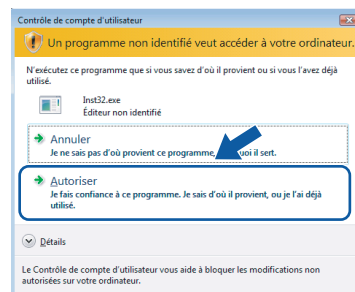 Contrôle de compte d'utilisateur
Un programme non identifié veut accéder à votre ordinateur.
N'exécutez ce programme que si vous savez d'où il provient ou si vous l'avez déjà
utilisé.
Inst32.exe
Éditeur non identifié
Annuler
Je ne sais pas d'où provient ce programme, uoi il sert.
Autoriser
Je fais confiance à ce programme. Je sais d'où il provient, ou je l'ai déjà
utilisé.
Détails
Le Contrôle de compte d'utilisateur vous aide à bloquer les modifications non
autorisées sur votre ordinateur.